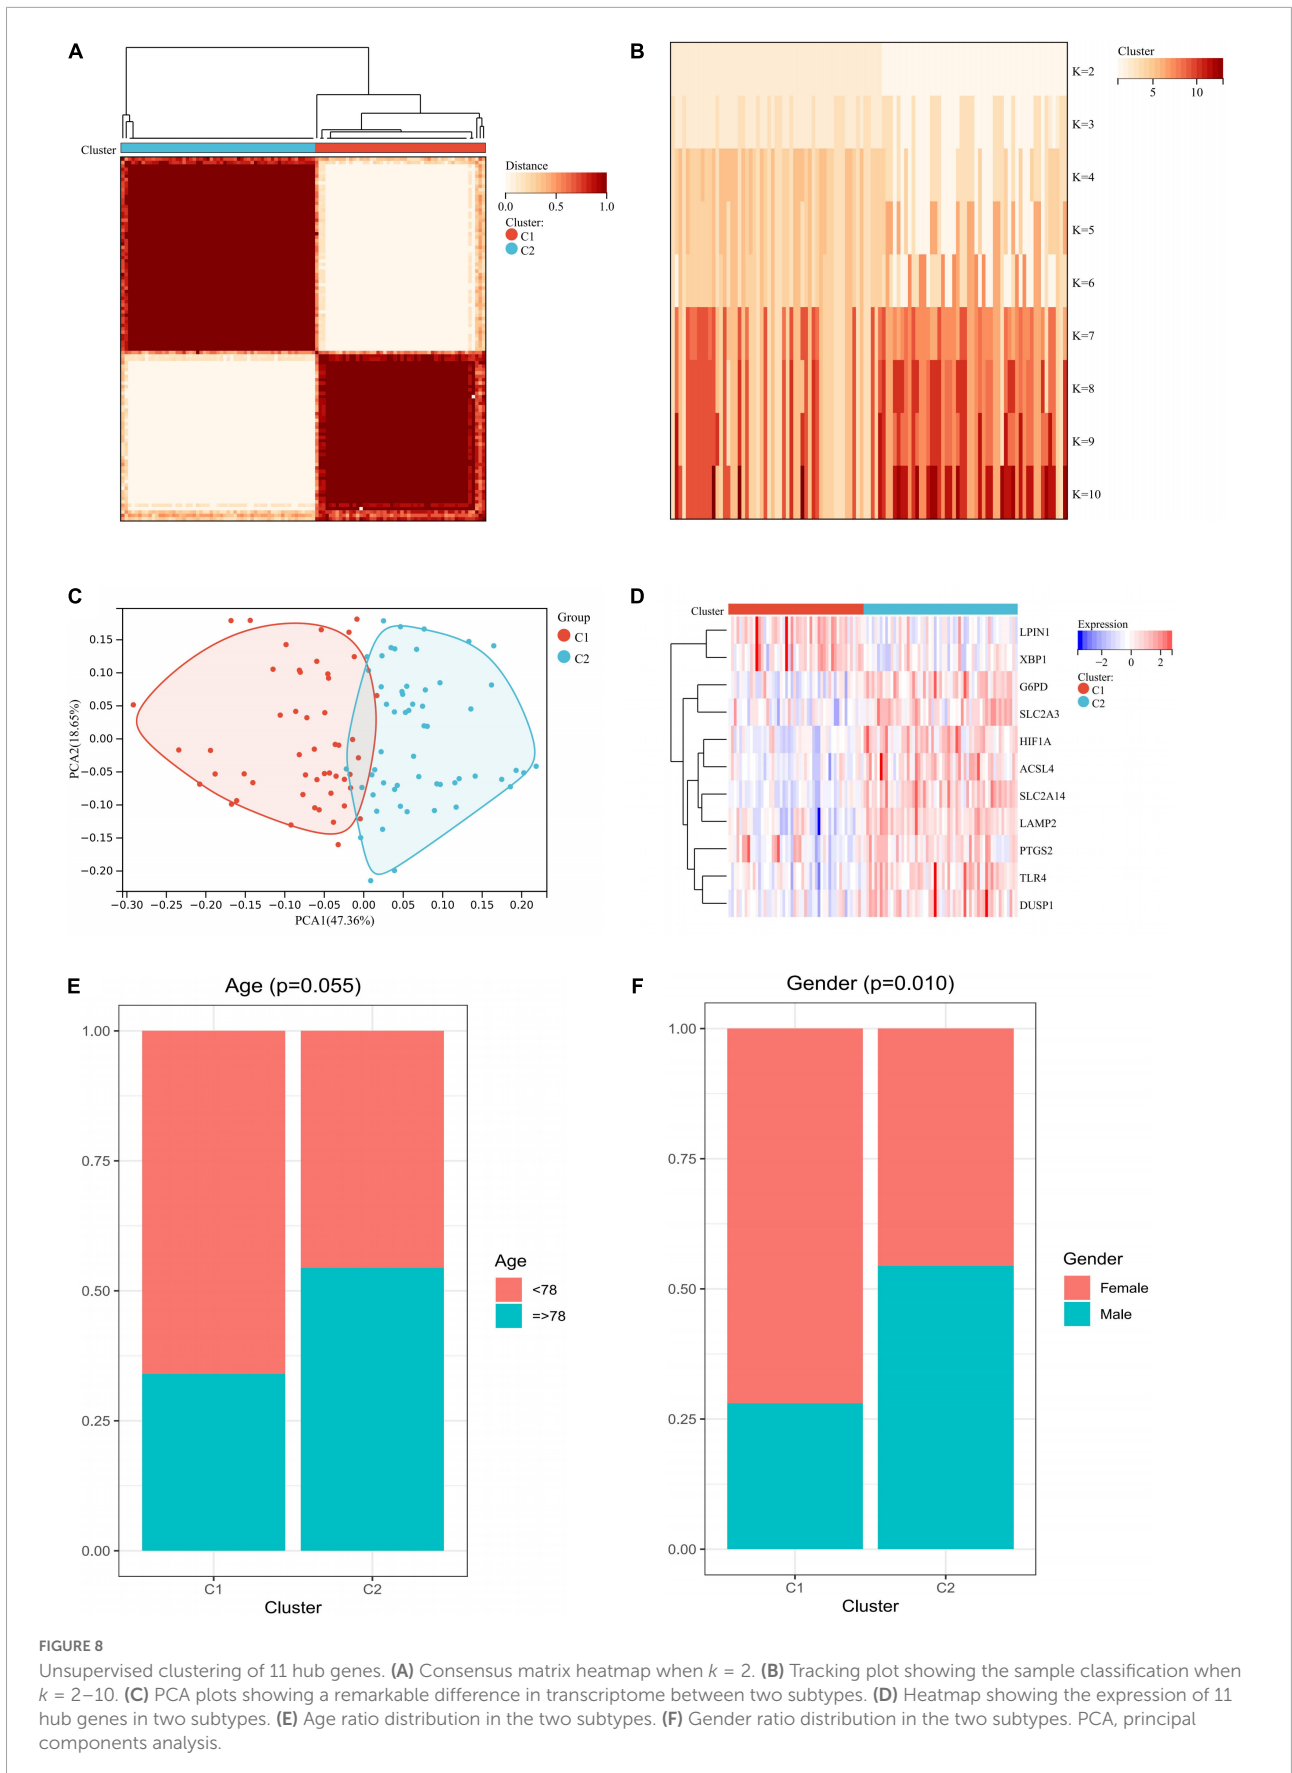 A
Cluster
Distance
0.0 0.5 1.0
Cluster:
C1
C2
B
Cluster
5 10
K=2
K=3
K=4
K=5
K=6
K=7
K=8
K=9
K=10
C
PCA2(18.65%)
0.15
0.10
0.05
0.00
−0.05
−0.10
−0.15
−0.20
−0.30 −0.25 −0.20 −0.15 −0.10 −0.05 0.00 0.05 0.10 0.15 0.20
PCA1(47.36%)
Group
C1
C2
D
Cluster
LPIN1
XBP1
G6PD
SLC2A3
HIF1A
ACSL4
SLC2A14
LAMP2
PTGS2
TLR4
DUSP1
Expression
−2 0 2
Cluster:
C1
C2
E
Age (p=0.055)
1.00
0.75
0.50
0.25
0.00
C1 C2
Cluster
Age
<78
=>78
F
Gender (p=0.010)
1.00
0.75
0.50
0.25
0.00
C1 C2
Cluster
Gender
Female
Male
FIGURE 8
Unsupervised clustering of 11 hub genes. (A) Consensus matrix heatmap when k = 2. (B) Tracking plot showing the sample classification when
k = 2–10. (C) PCA plots showing a remarkable difference in transcriptome between two subtypes. (D) Heatmap showing the expression of 11
hub genes in two subtypes. (E) Age ratio distribution in the two subtypes. (F) Gender ratio distribution in the two subtypes. PCA, principal
components analysis.